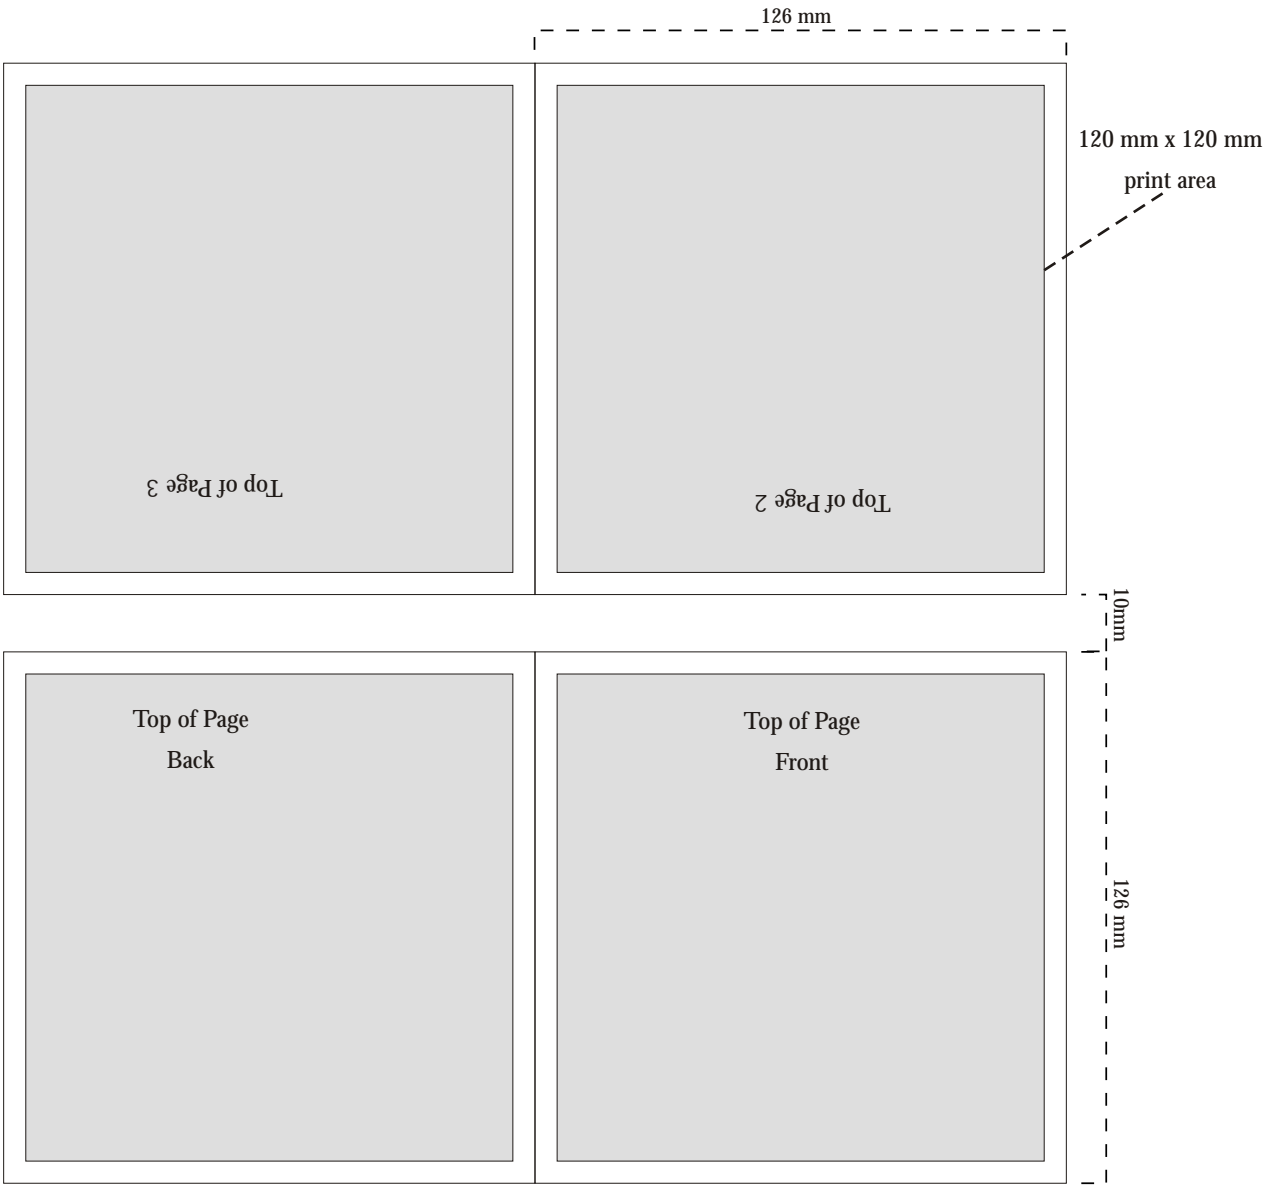 126 mm
120 mm x 120 mm
print area
Top of Page 3
Top of Page 2
10mm
Top of Page
Back
Top of Page
Front
126 mm